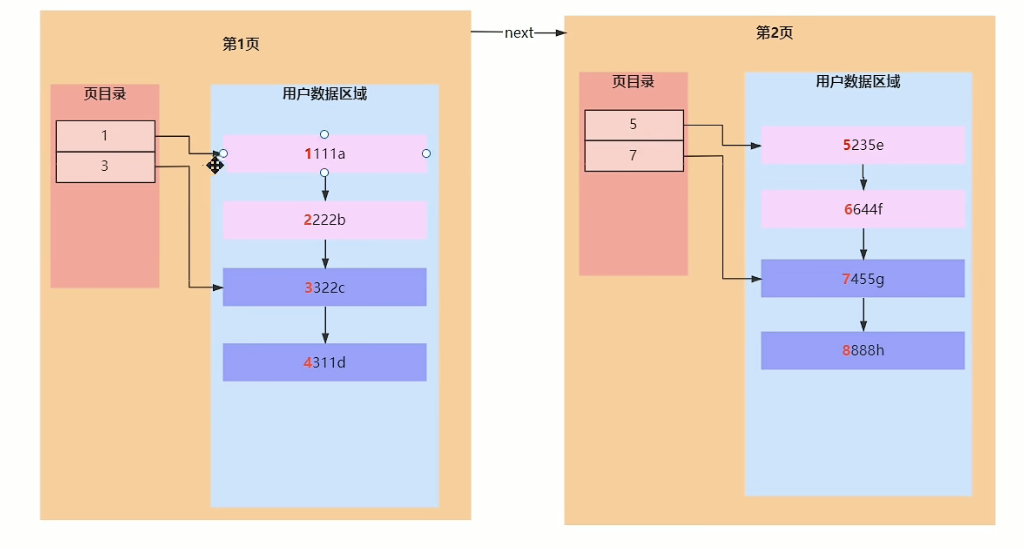 第1页
页目录
1
3
用户数据区域
1111a
2222b
3322c
4311d
next
第2页
页目录
5
7
用户数据区域
5235e
6644f
7455g
8888h